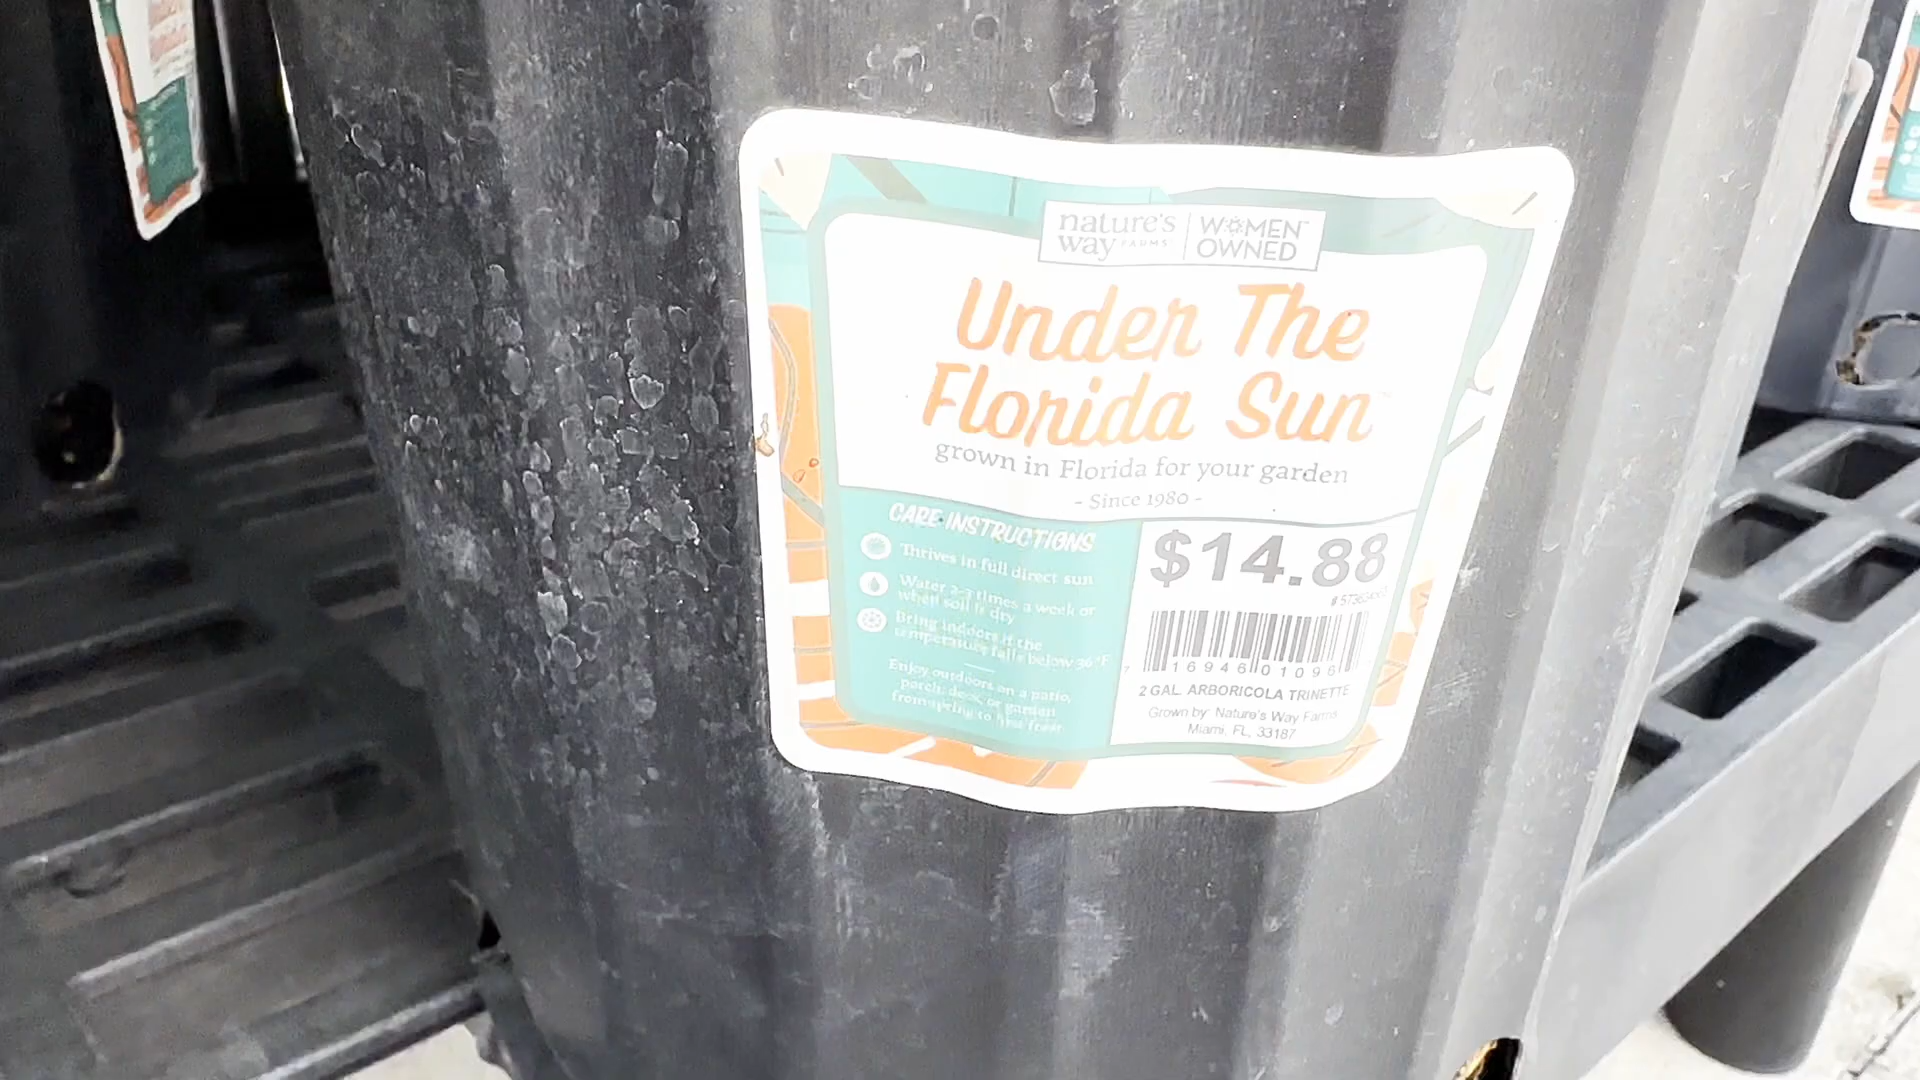 nature's way FARMS
WOMEN OWNED
Under The
Florida Sun™
grown in Florida for your garden
- Since 1980 -
CARE INSTRUCTIONS
Thrives in full direct sun
Water 2-3 times a week or
when soil is dry
Bring indoors if the
temperature falls below 36°F
Enjoy outdoors on a patio,
porch, deck, or garden
from spring to first frost.
$14.88
7 16946 01096
2 GAL. ARBORICOLA TRINETTE
Grown by: Nature's Way Farms
Miami, FL, 33187